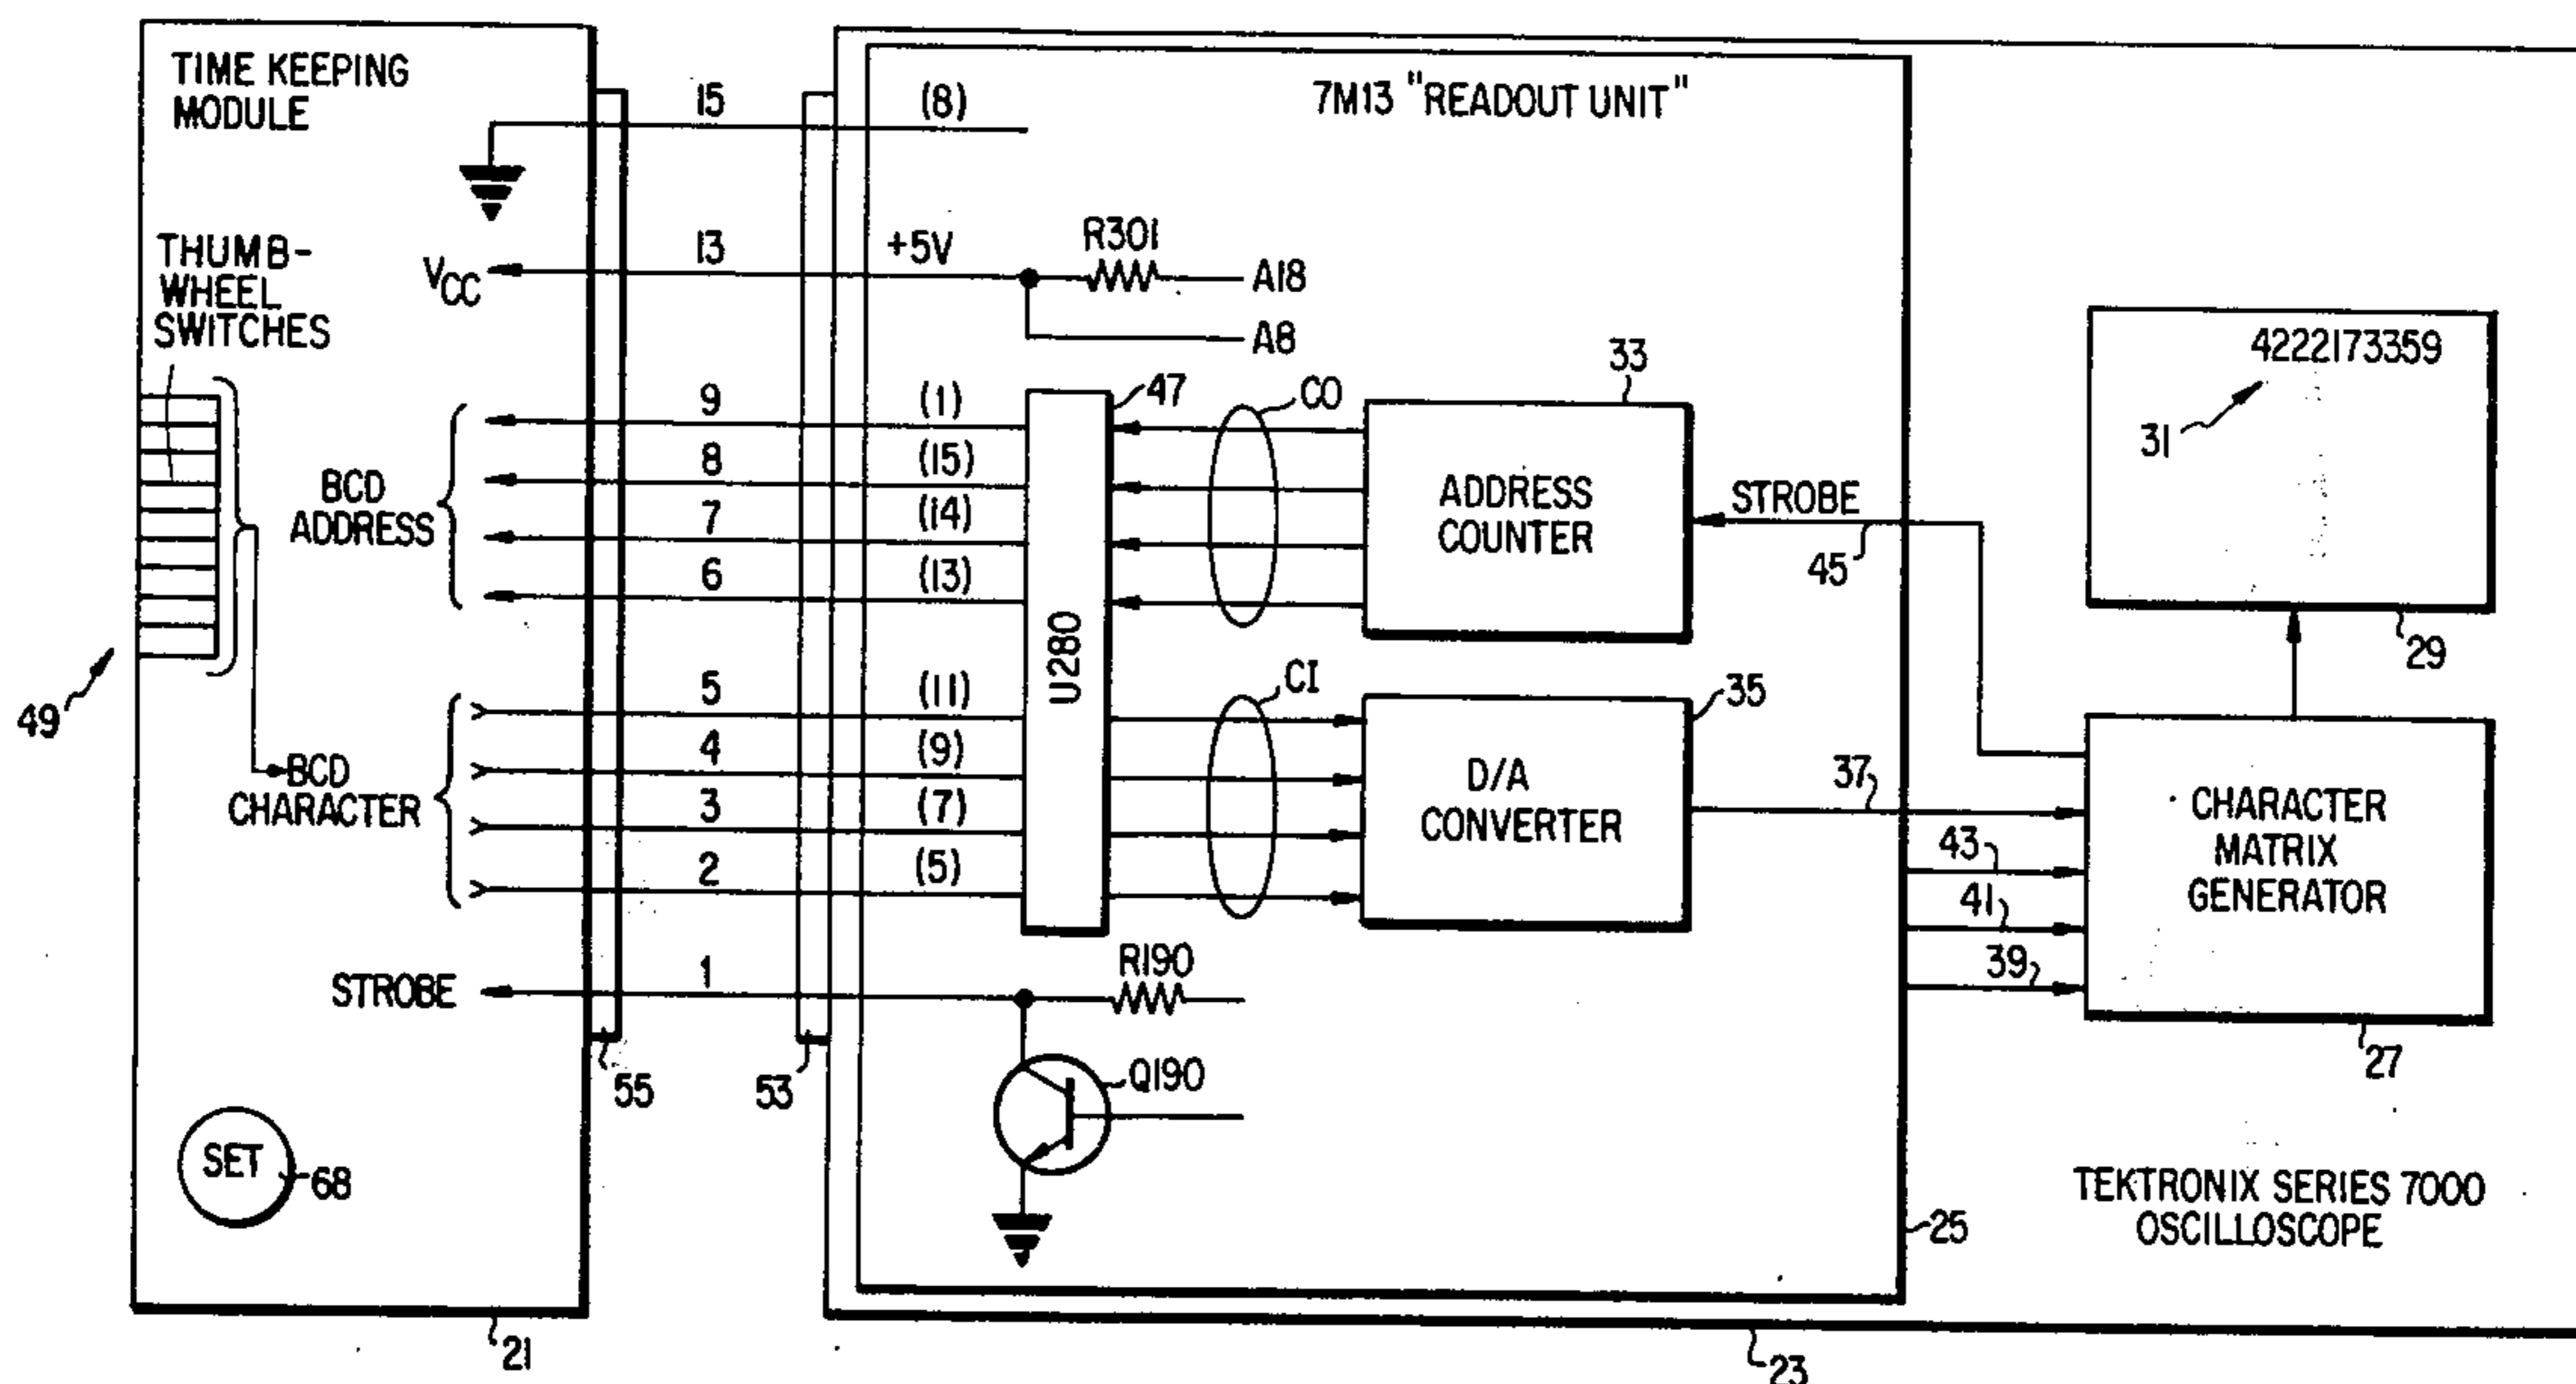 TIME KEEPING
MODULE
15
(8)
7M13 "READOUT UNIT"
THUMB-
WHEEL
SWITCHES
VCC
13
+5V
R301
A18
A8
BCD
ADDRESS
9
(1)
8
(15)
7
(14)
6
(13)
47
U280
CO
33
ADDRESS
COUNTER
STROBE
45
4222173359
31
29
49
BCD
CHARACTER
5
(11)
4
(9)
3
(7)
2
(5)
CI
35
D/A
CONVERTER
37
43
41
39
CHARACTER
MATRIX
GENERATOR
27
STROBE
1
R190
Q190
55
53
SET
68
TEKTRONIX SERIES 7000
OSCILLOSCOPE
25
21
23